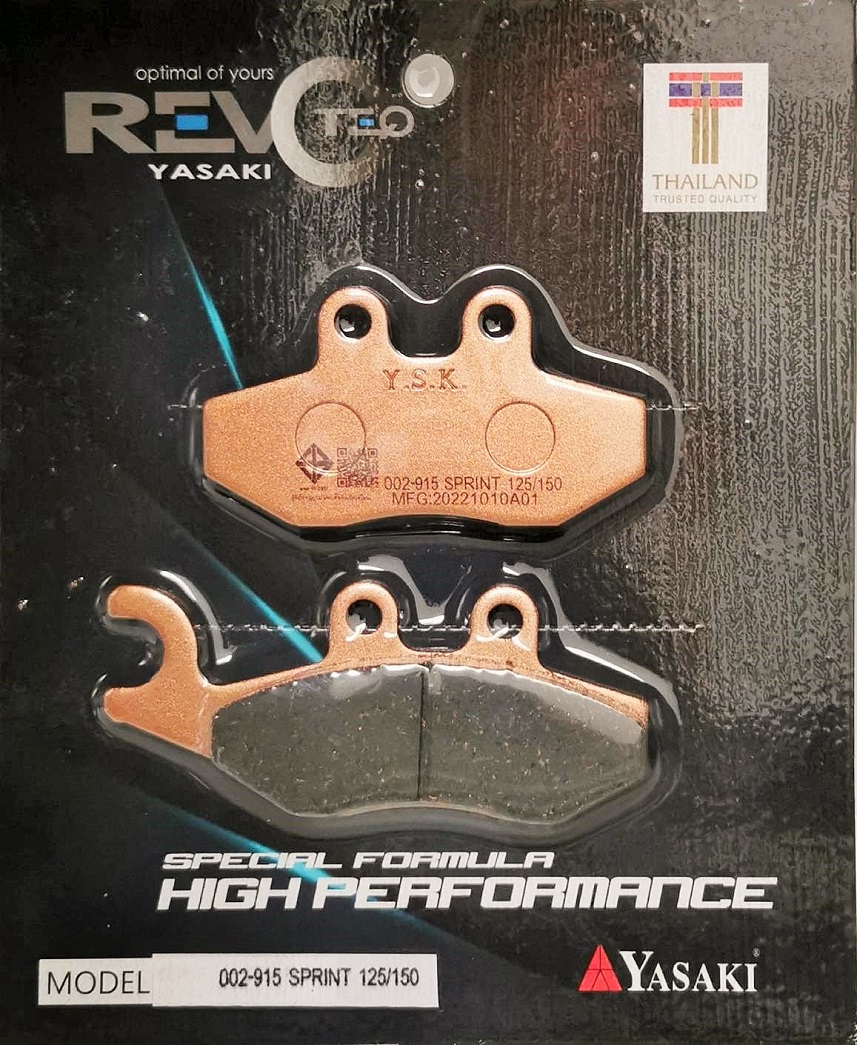 optimal of yours
REVO TEQ
YASAKI
THAILAND
TRUSTED QUALITY
Y.S.K.
002-915 SPRINT 125/150
MFG:20221010A01
SPECIAL FORMULA
HIGH PERFORMANCE
MODEL 002-915 SPRINT 125/150
YASAKI®